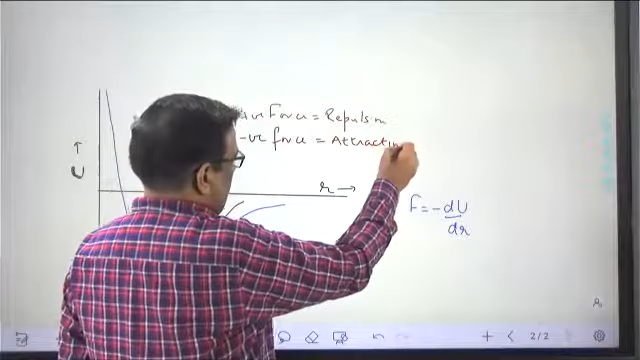 +ve Force = Repulsion
-ve force = Attraction
U
r →
F = -dU
dr
2/2